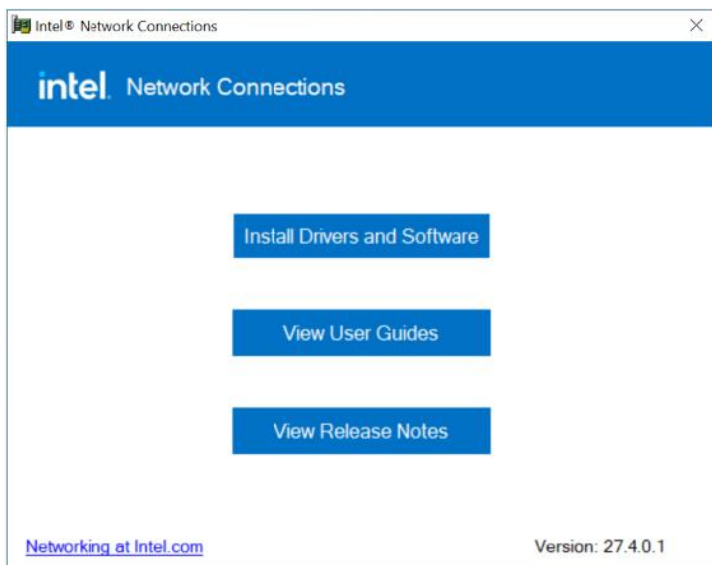 Intel® Network Connections
intel. Network Connections
Install Drivers and Software
View User Guides
View Release Notes
Networking at Intel.com
Version: 27.4.0.1